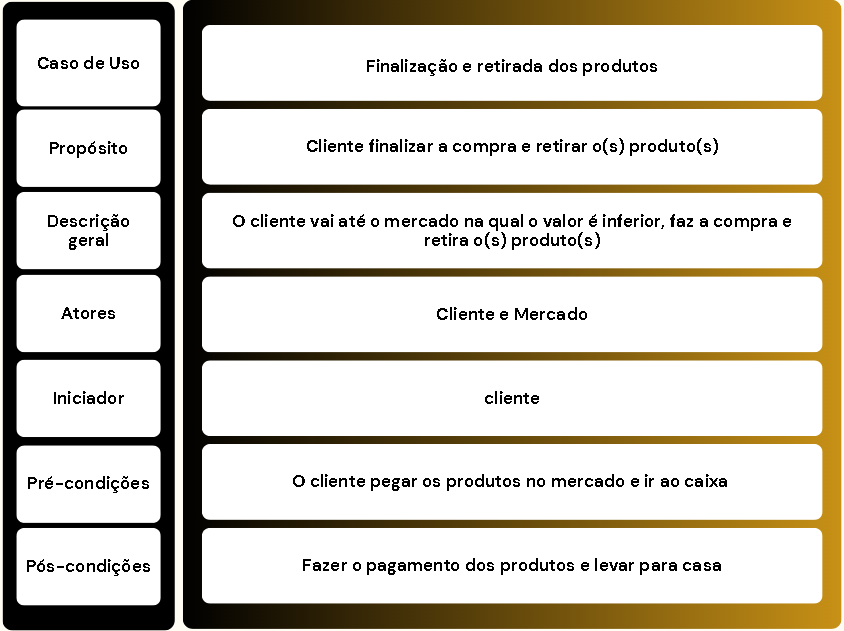 Caso de Uso
Finalização e retirada dos produtos
Propósito
Cliente finalizar a compra e retirar o(s) produto(s)
Descrição
geral
O cliente vai até o mercado na qual o valor é inferior, faz a compra e
retira o(s) produto(s)
Atores
Cliente e Mercado
Iniciador
cliente
Pré-condições
O cliente pegar os produtos no mercado e ir ao caixa
Pós-condições
Fazer o pagamento dos produtos e levar para casa